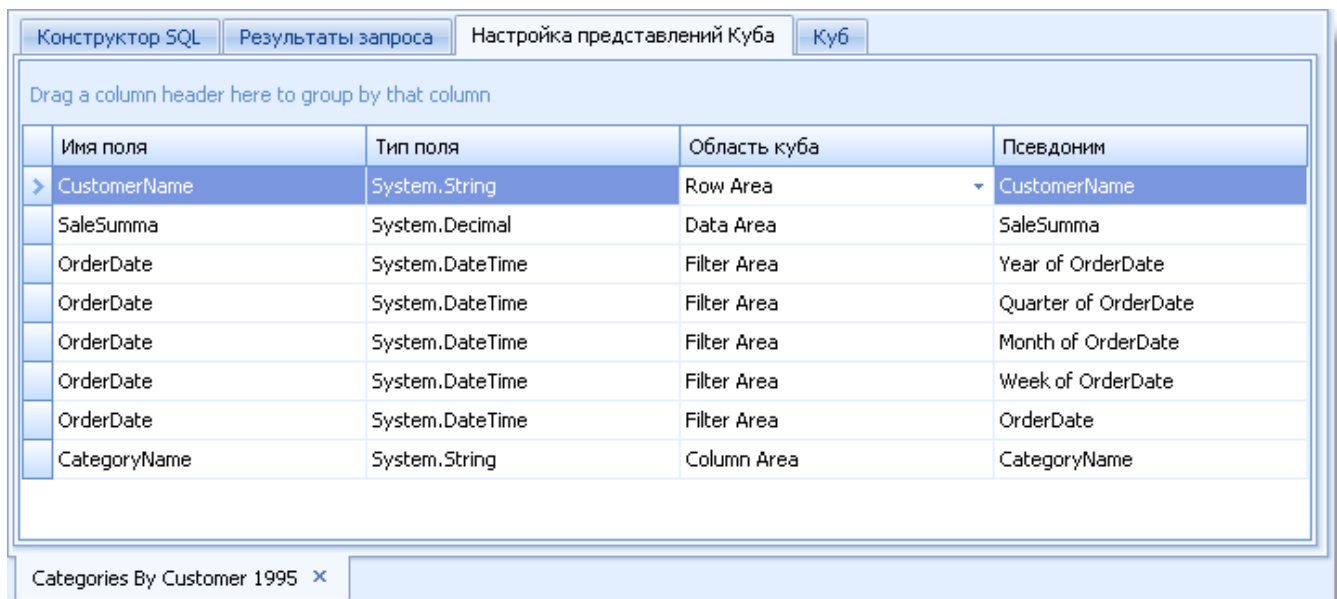 Конструктор SQL Результаты запроса Настройка представлений Куба Куб
Drag a column header here to group by that column
Имя поля Тип поля Область куба Псевдоним
CustomerName System.String Row Area CustomerName
SaleSumma System.Decimal Data Area SaleSumma
OrderDate System.DateTime Filter Area Year of OrderDate
OrderDate System.DateTime Filter Area Quarter of OrderDate
OrderDate System.DateTime Filter Area Month of OrderDate
OrderDate System.DateTime Filter Area Week of OrderDate
OrderDate System.DateTime Filter Area OrderDate
CategoryName System.String Column Area CategoryName
Categories By Customer 1995